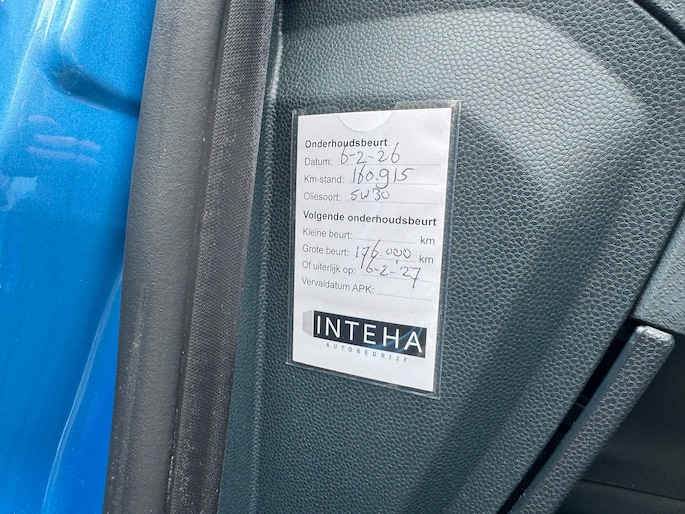 Onderhoudsbeurt
Datum: 6-2-26
Km-stand: 160.915
Oliesoort: 5W30
Volgende onderhoudsbeurt
Kleine beurt: km
Grote beurt: 176.000 km
Of uiterlijk op: 16-2-27
Vervaldatum APK:
INTEHA
AUTOBEDRIJF